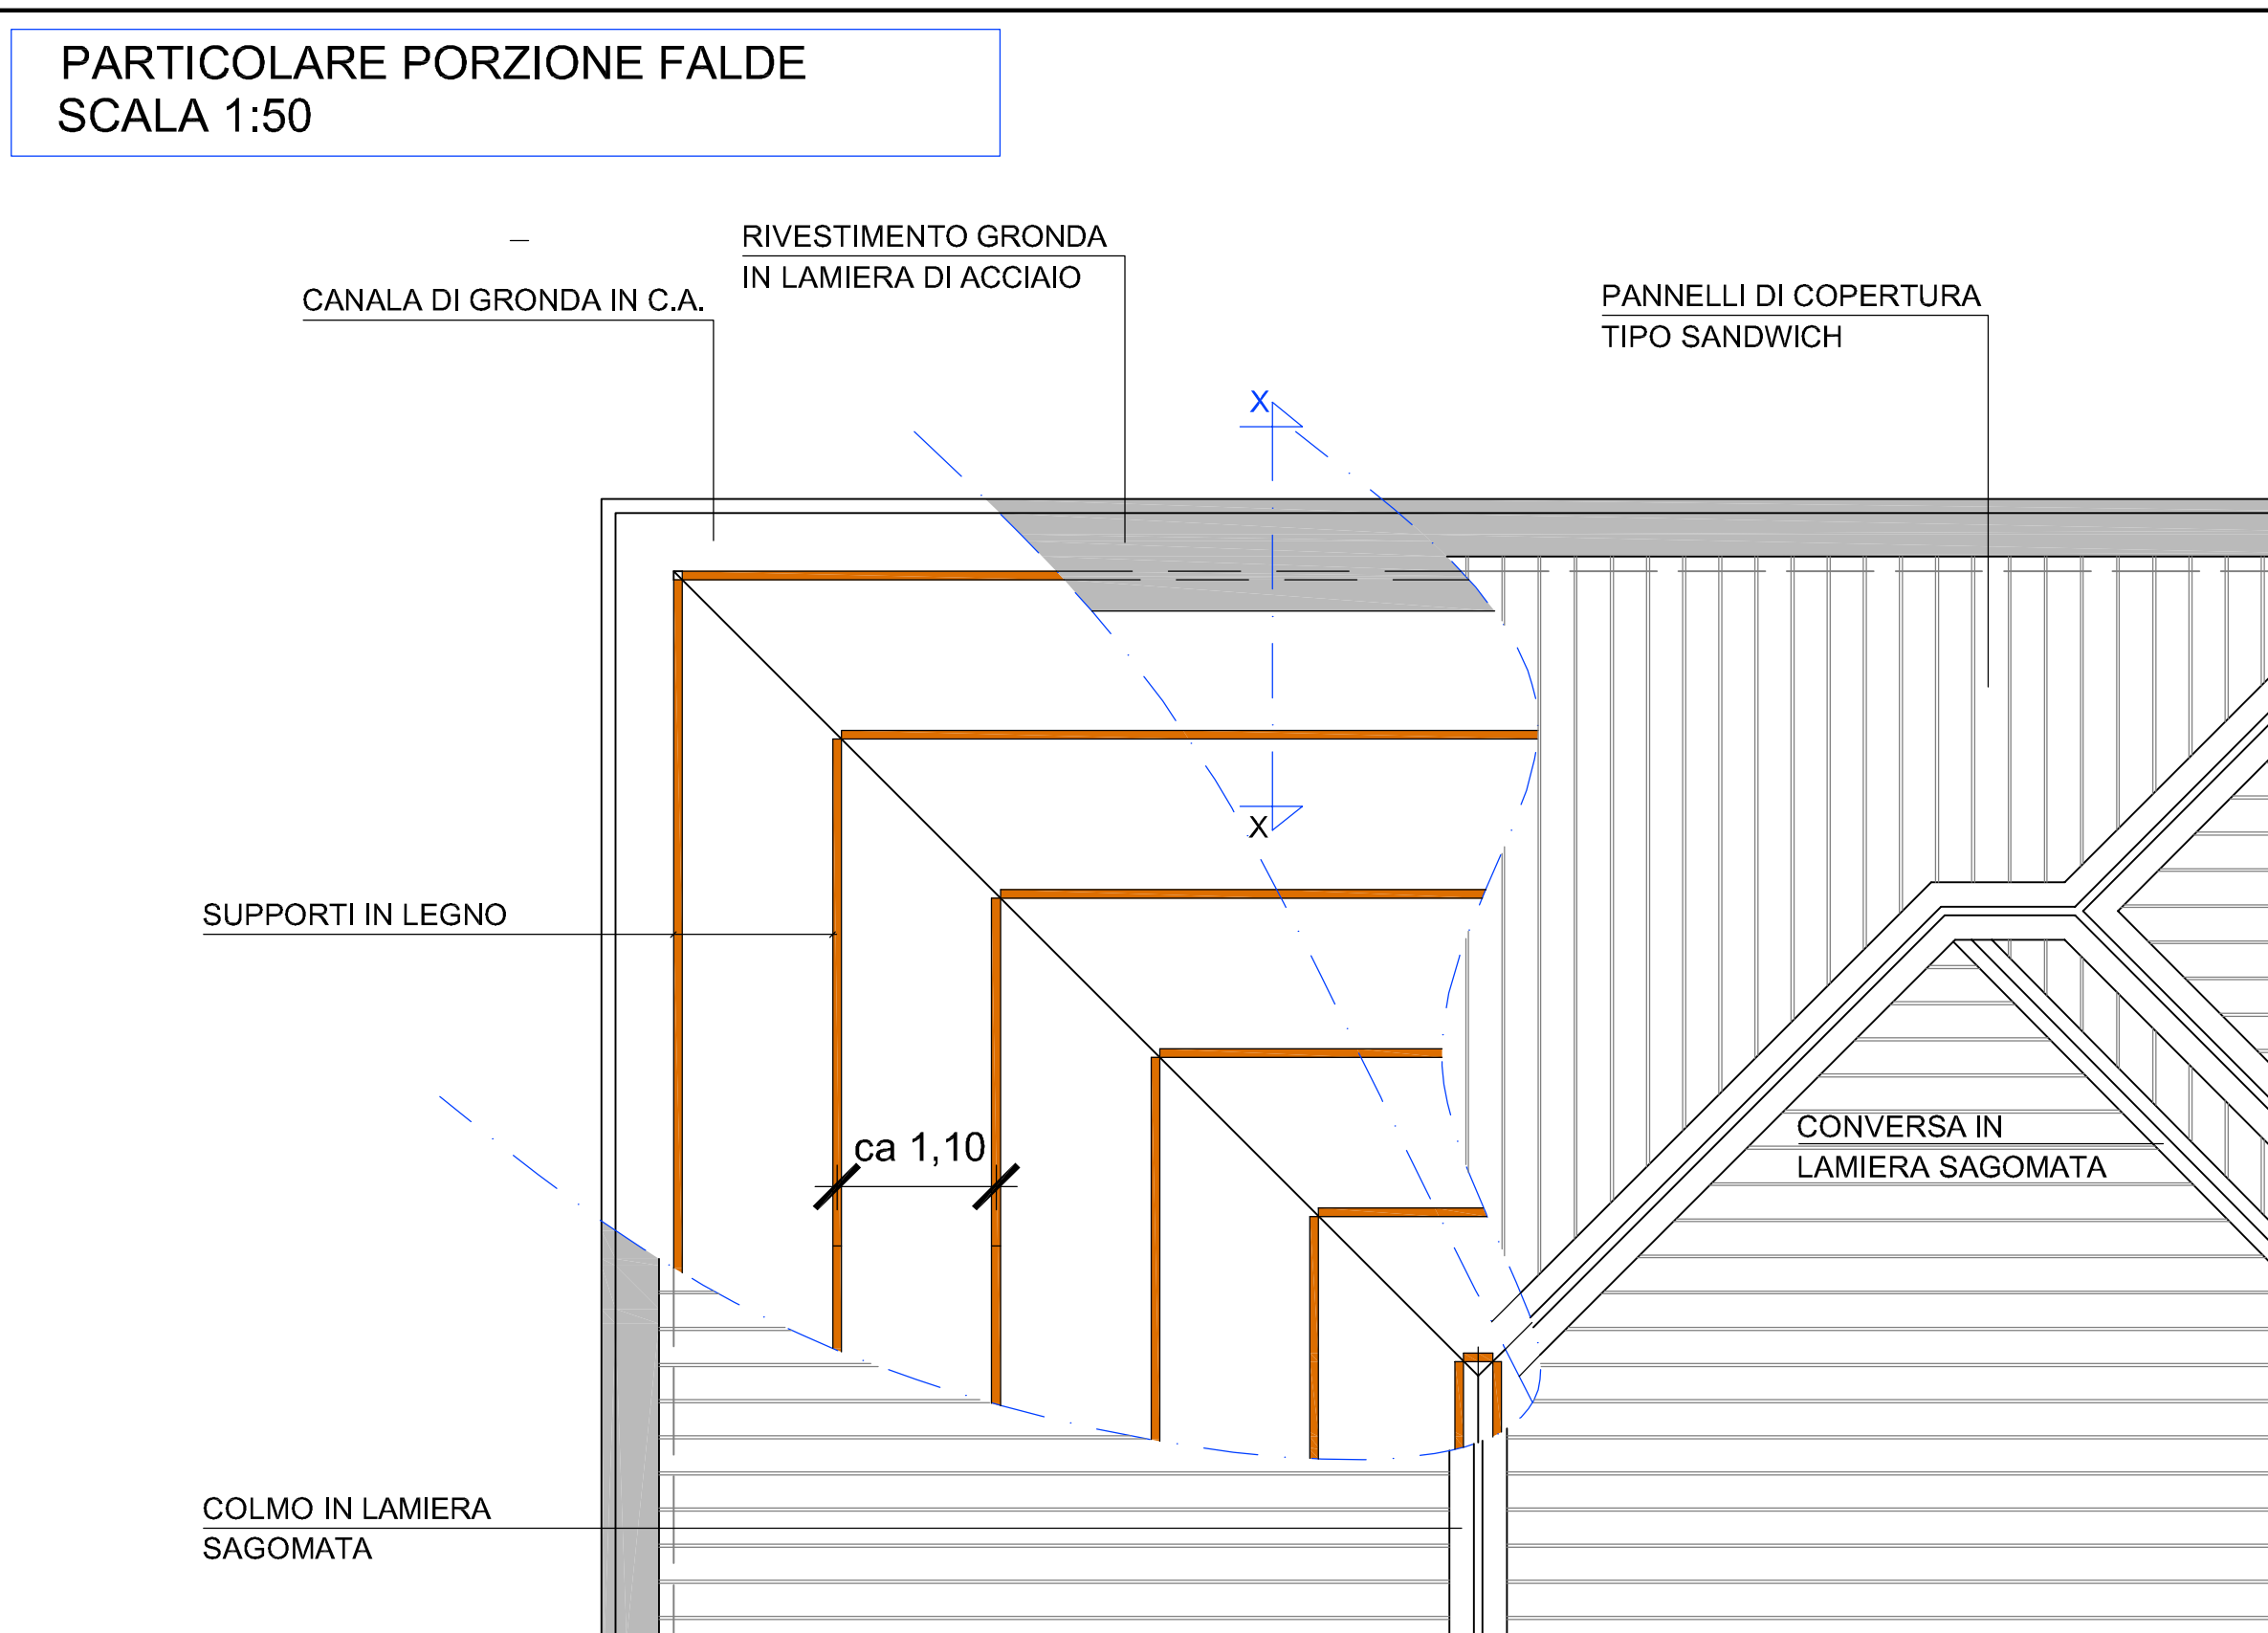 PARTICOLARE PORZIONE FALDE
SCALA 1:50
RIVESTIMENTO GRONDA
IN LAMIERA DI ACCIAIO
CANALA DI GRONDA IN C.A.
PANNELLI DI COPERTURA
TIPO SANDWICH
X
X
SUPPORTI IN LEGNO
ca 1,10
CONVERSA IN
LAMIERA SAGOMATA
COLMO IN LAMIERA
SAGOMATA